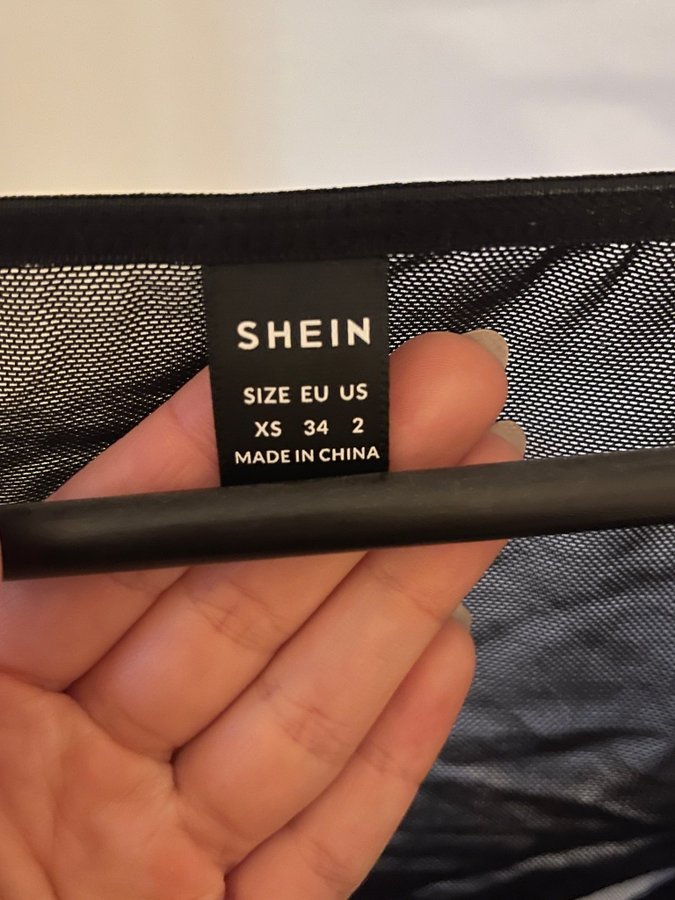 SHEIN
SIZE EU US
XS 34 2
MADE IN CHINA